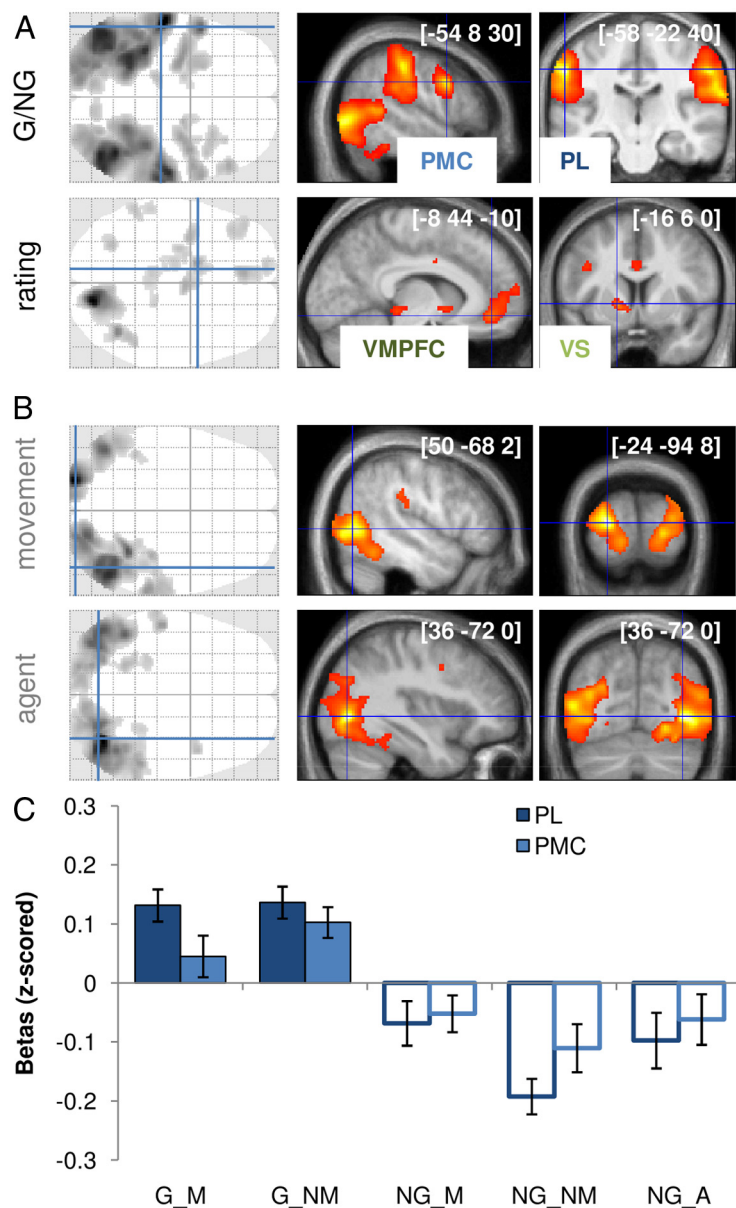 A
G/NG
[-54 8 30]
[-58 -22 40]
PMC
PL
rating
[-8 44 -10]
[-16 6 0]
VMPFC
VS
B
movement
[50 -68 2]
[-24 -94 8]
agent
[36 -72 0]
[36 -72 0]
C
0.3
PL
PMC
0.2
0.1
0
-0.1
-0.2
-0.3
Betas (z-scored)
G_M
G_NM
NG_M
NG_NM
NG_A